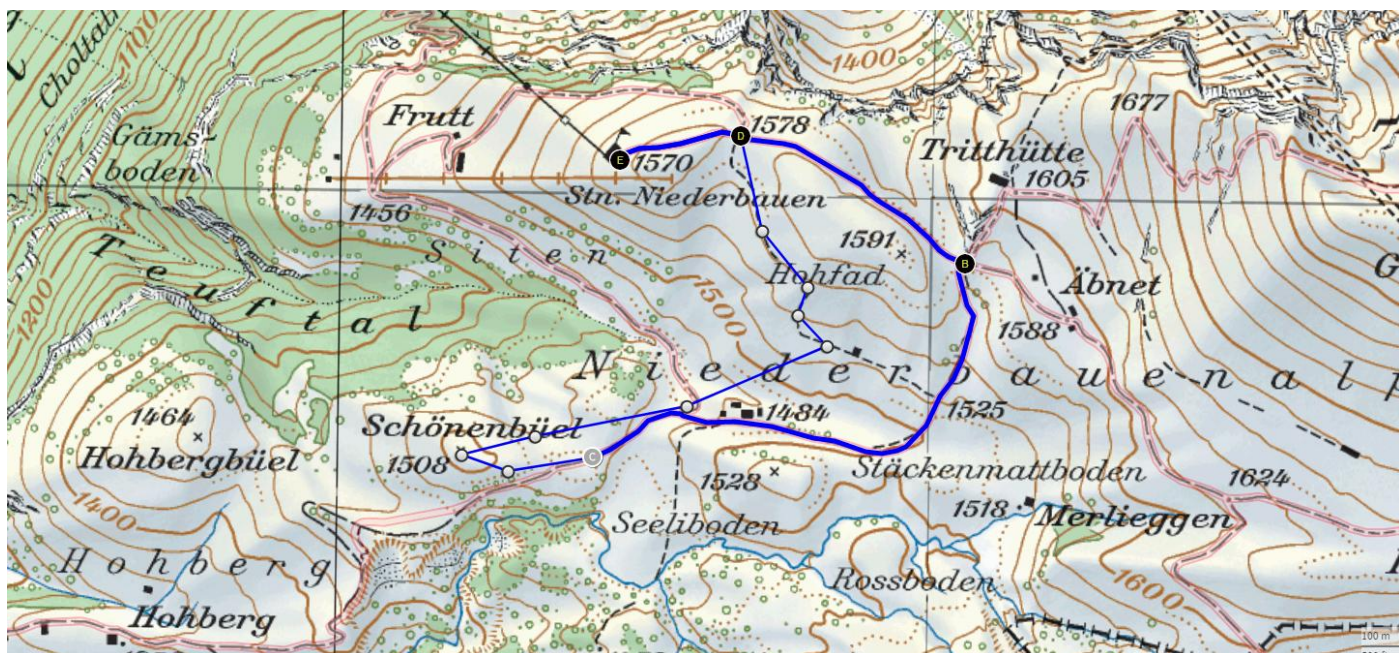 Choltal
1100
1400
Frutt
1677
D
1578
Gäms-
boden
Tritthütte
E
1570
1605
Stn. Niederbauen
1456
Siten
1591
B
Teuftal
Hohfad
Äbnet
1200
1500
1588
Niederbauenalp
1464
Schönenbüel
1484
1525
Hohbergbüel
1508
C
1528
Stäckenmattboden
1624
1400
Seeliboden
1518
Merlieggen
Hohberg
Rossboden
1600
Hohberg
100 m